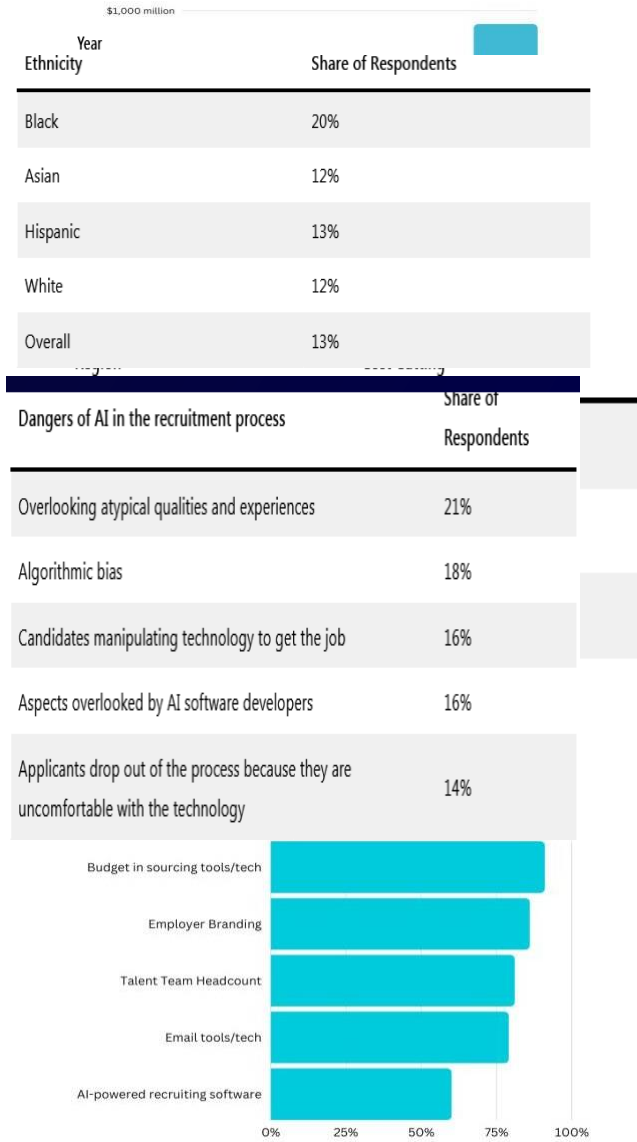 $1,000 million
Year
Ethnicity Share of Respondents
Black 20%
Asian 12%
Hispanic 13%
White 12%
Overall 13%
Share of
Dangers of AI in the recruitment process
Respondents
Overlooking atypical qualities and experiences 21%
Algorithmic bias 18%
Candidates manipulating technology to get the job 16%
Aspects overlooked by AI software developers 16%
Applicants drop out of the process because they are
14%
uncomfortable with the technology
Budget in sourcing tools/tech
Employer Branding
Talent Team Headcount
Email tools/tech
AI-powered recruiting software
0% 25% 50% 75% 100%